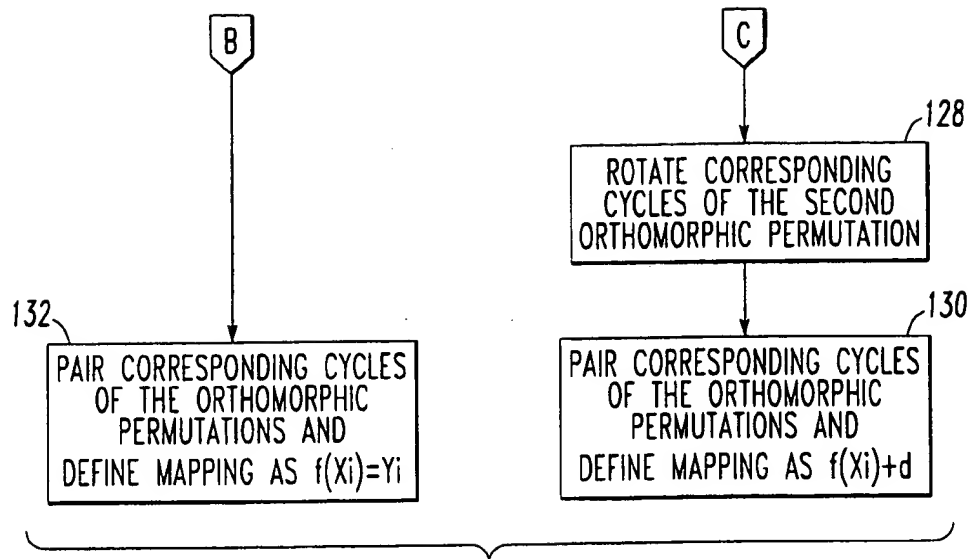 B
C
128
ROTATE CORRESPONDING
CYCLES OF THE SECOND
ORTHOMORPHIC PERMUTATION
132
PAIR CORRESPONDING CYCLES
OF THE ORTHOMORPHIC
PERMUTATIONS AND
DEFINE MAPPING AS f(Xi)=Yi
130
PAIR CORRESPONDING CYCLES
OF THE ORTHOMORPHIC
PERMUTATIONS AND
DEFINE MAPPING AS f(Xi)+d